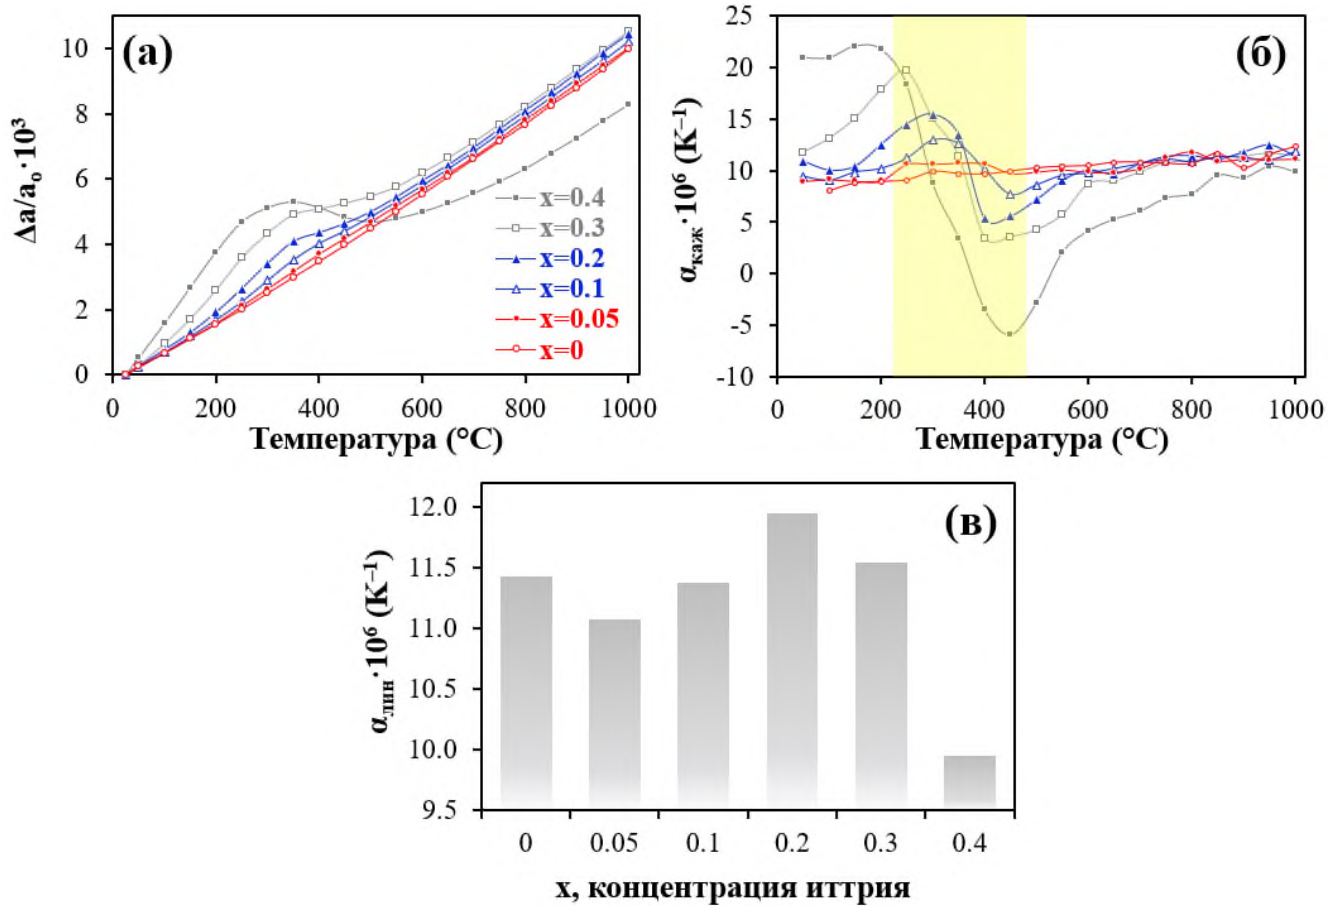 (а)
10
8
6
4
2
0
Δa/a₀·10³
x=0.4
x=0.3
x=0.2
x=0.1
x=0.05
x=0
0 200 400 600 800 1000
Температура (°C)
(б)
25
20
15
10
5
0
-5
-10
α каж·10⁶ (K⁻¹)
0 200 400 600 800 1000
Температура (°C)
(в)
12.0
11.5
11.0
10.5
10.0
9.5
α лин·10⁶ (K⁻¹)
0 0.05 0.1 0.2 0.3 0.4
x, концентрация иттрия